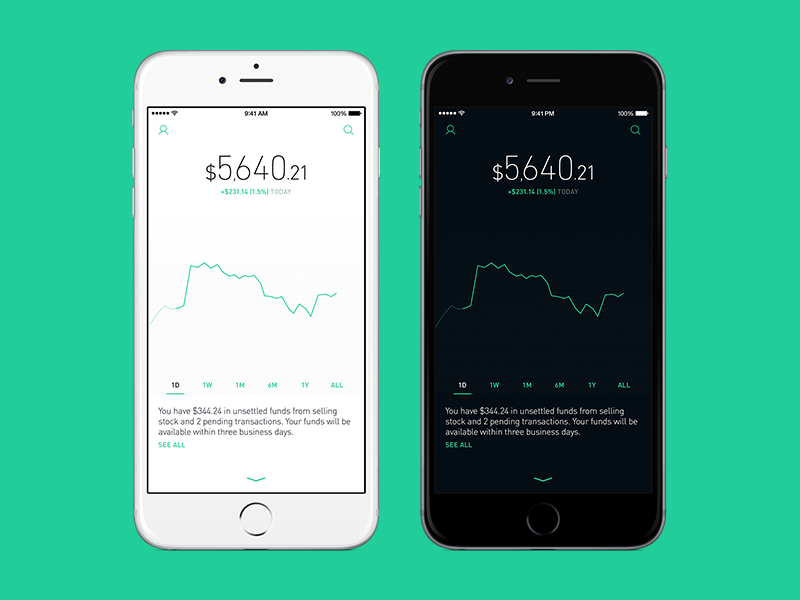 100%
9:41 AM
$5,640.21
+$231.14 (1.5%) TODAY
1D 1W 1M 6M 1Y ALL
You have $344.24 in unsettled funds from selling
stock and 2 pending transactions. Your funds will be
available within three business days.
SEE ALL
9:41 PM 100%
$5,640.21
+$231.14 (1.5%) TODAY
1D 1W 1M 6M 1Y ALL
You have $344.24 in unsettled funds from selling
stock and 2 pending transactions. Your funds will be
available within three business days.
SEE ALL